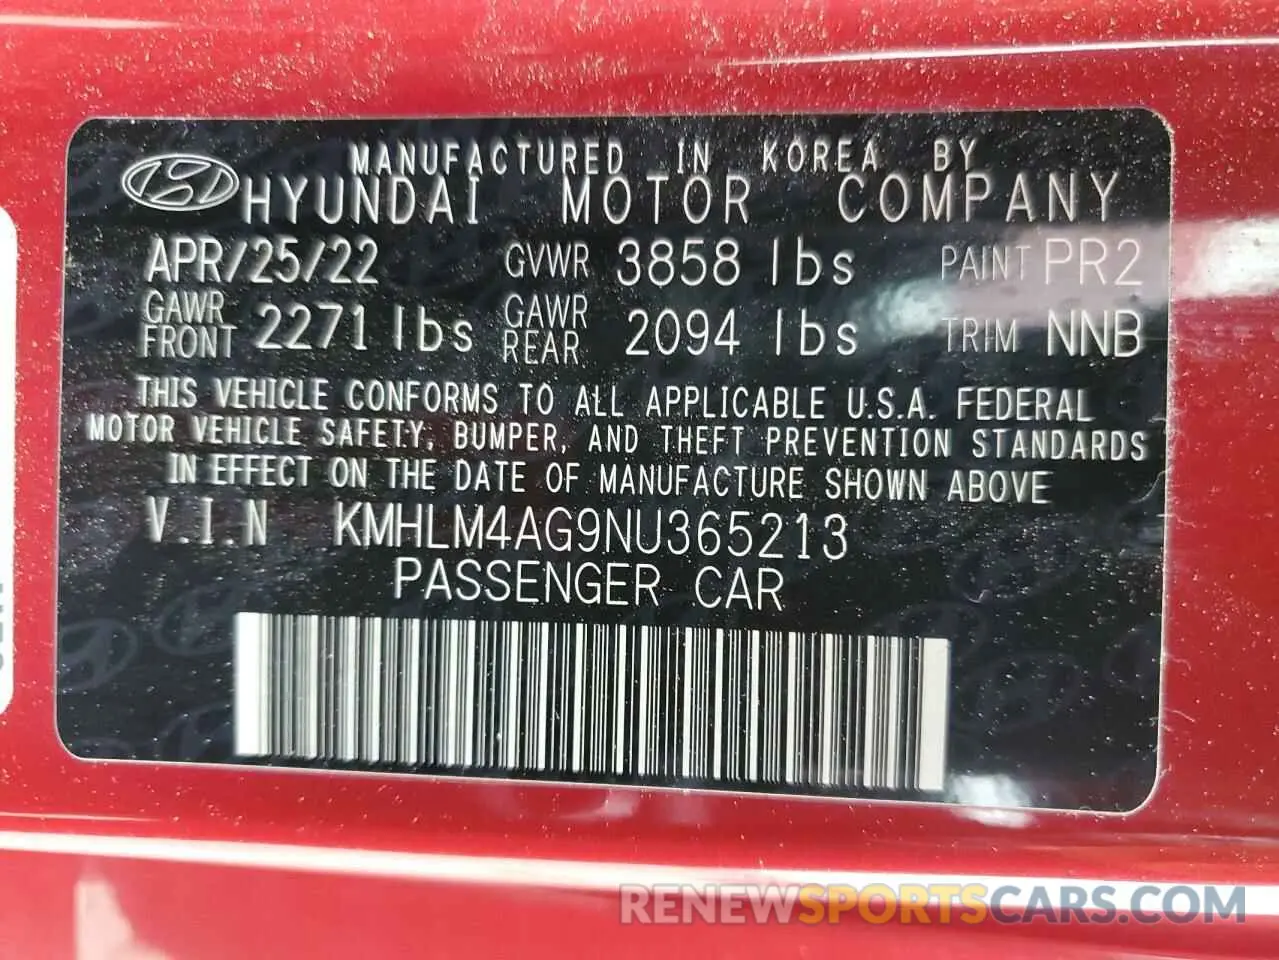 MANUFACTURED IN KOREA BY
HYUNDAI MOTOR COMPANY
APR/25/22 GVWR 3858 lbs PAINT PR2
GAWR FRONT 2271 lbs GAWR REAR 2094 lbs TRIM NNB
THIS VEHICLE CONFORMS TO ALL APPLICABLE U.S.A. FEDERAL
MOTOR VEHICLE SAFETY, BUMPER, AND THEFT PREVENTION STANDARDS
IN EFFECT ON THE DATE OF MANUFACTURE SHOWN ABOVE
V.I.N KMHLM4AG9NU365213
PASSENGER CAR
RENEWSPORTSCARS.COM